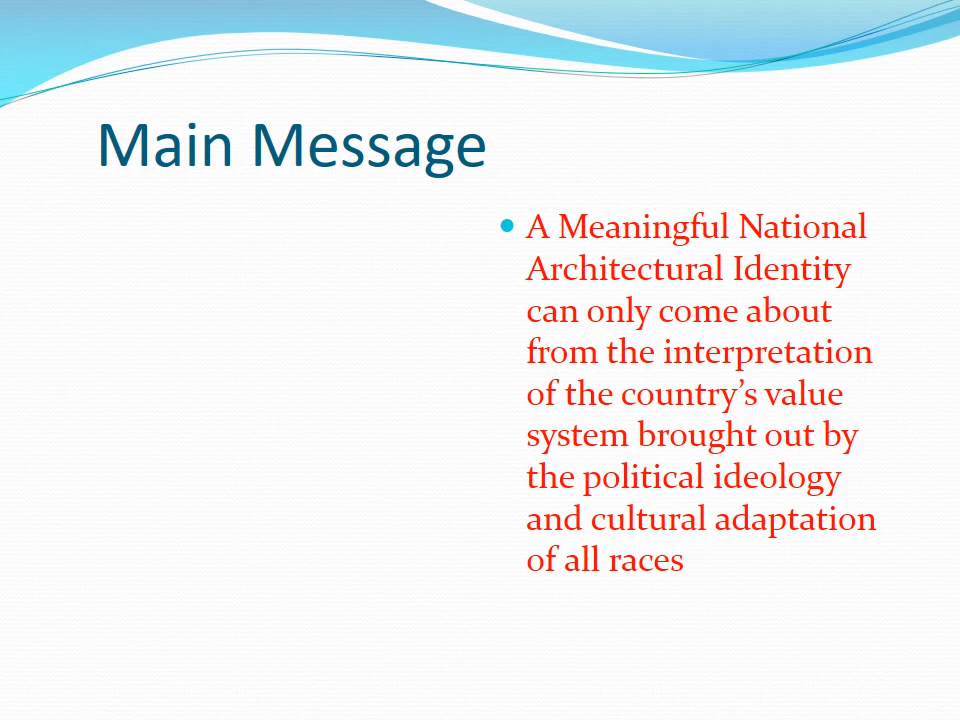 Main Message
A Meaningful National
Architectural Identity
can only come about
from the interpretation
of the country’s value
system brought out by
the political ideology
and cultural adaptation
of all races